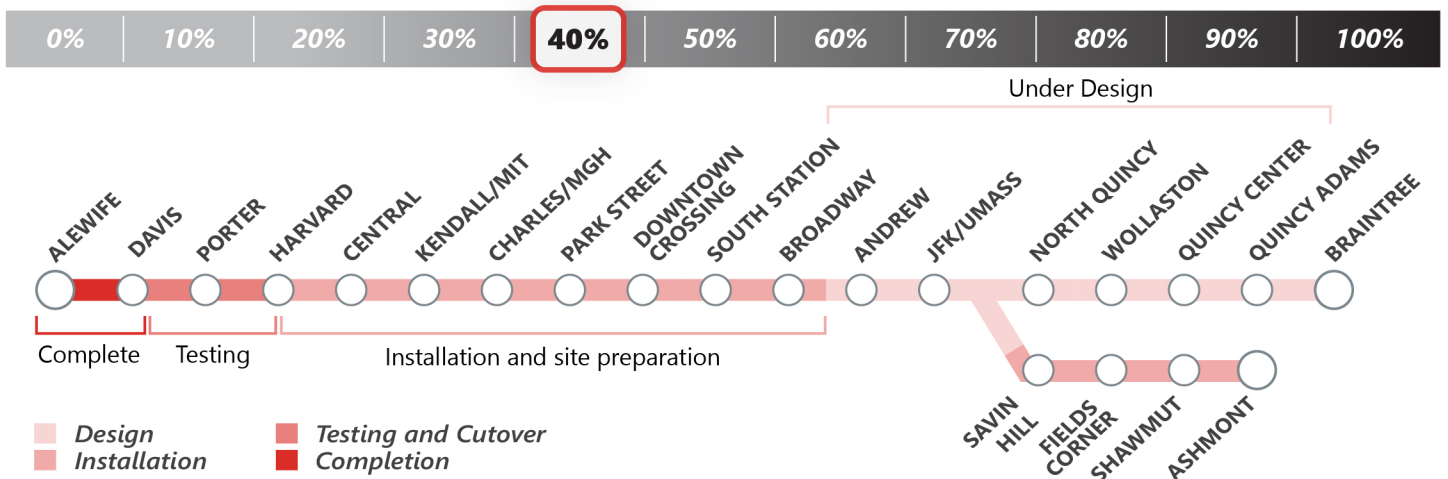 0% 10% 20% 30% 40% 50% 60% 70% 80% 90% 100%
Under Design
ALEWIFE
DAVIS
PORTER
HARVARD
CENTRAL
KENDALL/MIT
CHARLES/MGH
PARK STREET
DOWNTOWN
CROSSING
SOUTH STATION
BROADWAY
ANDREW
JFK/UMASS
NORTH QUINCY
WOLLASTON
QUINCY CENTER
QUINCY ADAMS
BRAINTREE
Complete
Testing
Installation and site preparation
SAVIN
HILL
FIELDS
CORNER
SHAWMUT
ASHMONT
Design
Installation
Testing and Cutover
Completion